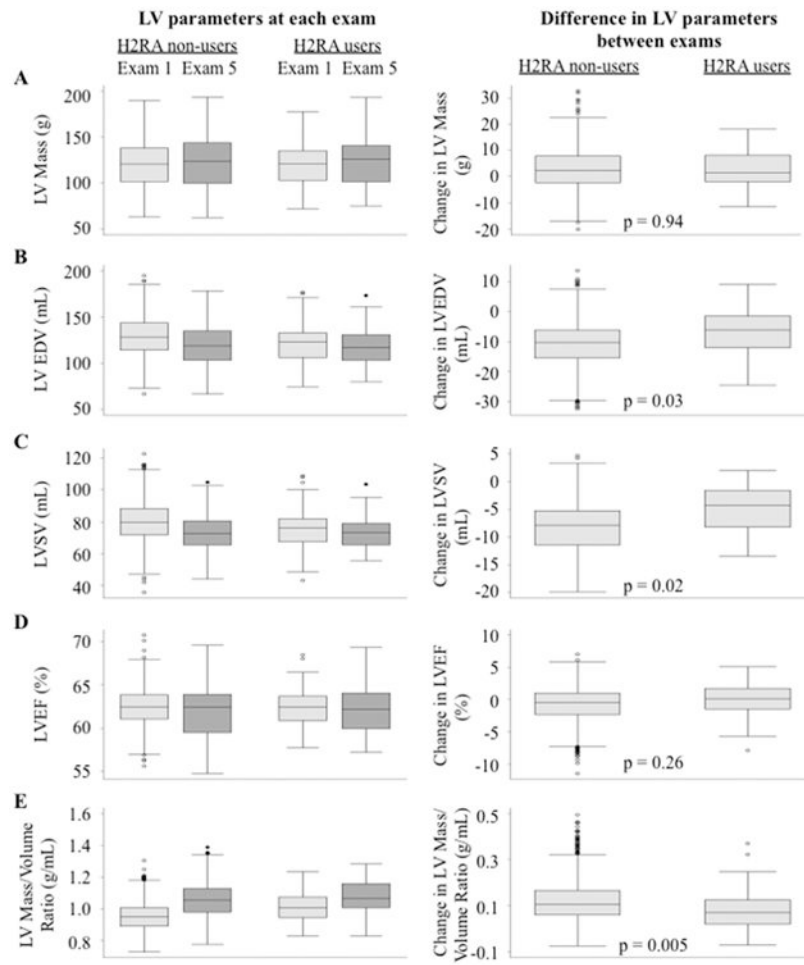 LV parameters at each exam
Difference in LV parameters
between exams
H2RA non-users
H2RA users
Exam 1
Exam 5
Exam 1
Exam 5
H2RA non-users
H2RA users
A
LV Mass (g)
200
150
100
50
Change in LV Mass
(g)
30
20
10
0
-10
-20
p = 0.94
B
LV EDV (mL)
200
150
100
50
Change in LVEDV
(mL)
10
0
-10
-20
-30
p = 0.03
C
LVSV (mL)
120
100
80
60
40
Change in LVSV
(mL)
5
0
-5
-10
-15
-20
p = 0.02
D
LVEF (%)
70
65
60
55
Change in LVEF
(%)
10
5
0
-5
-10
p = 0.26
E
LV Mass/Volume
Ratio (g/mL)
1.6
1.4
1.2
1.0
0.8
Change in LV Mass/
Volume Ratio (g/mL)
0.5
0.3
0.1
-0.1
p = 0.005